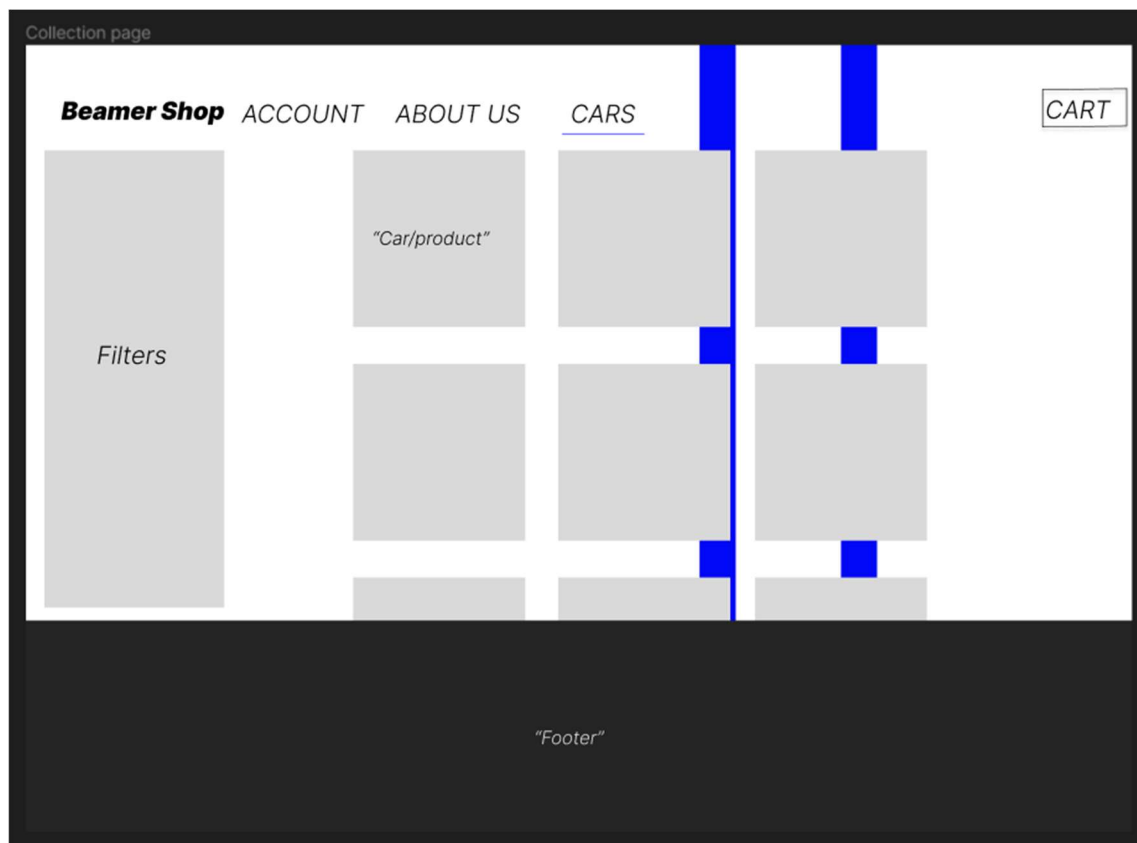 Collection page
Beamer Shop ACCOUNT ABOUT US CARS CART
“Car/product”
Filters
“Footer”